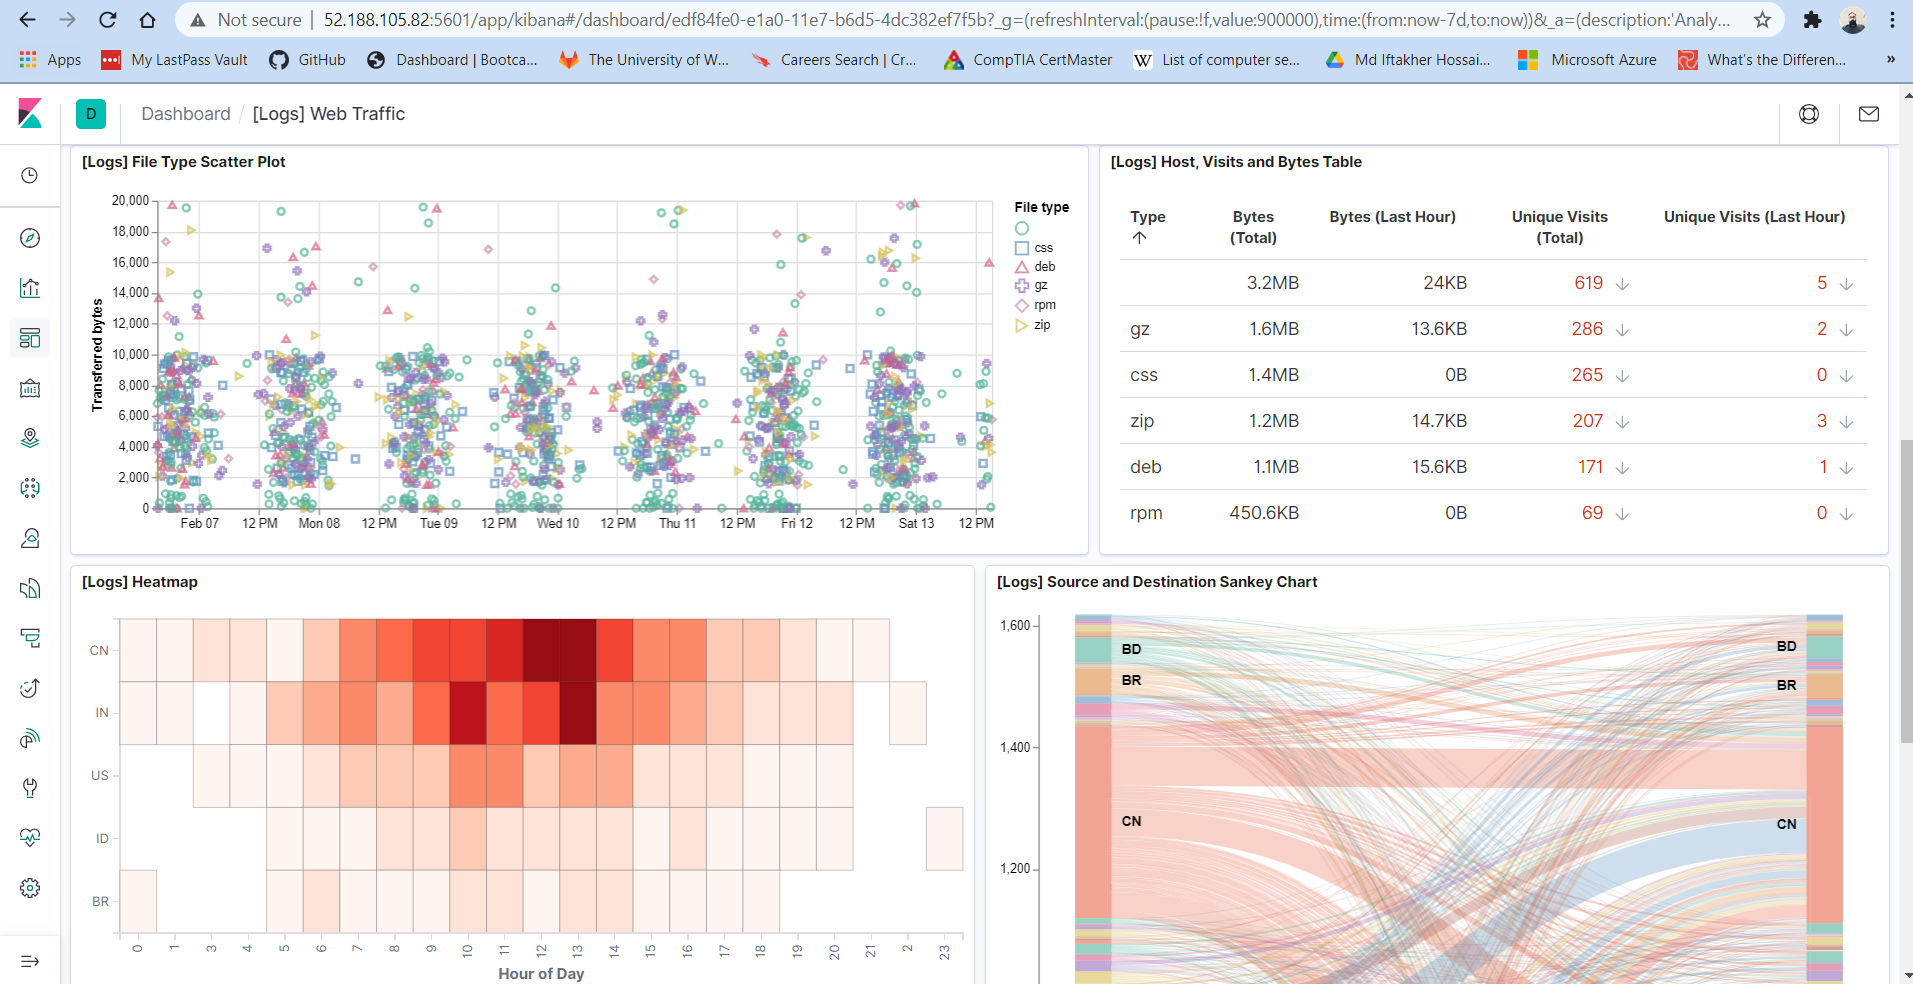 Not secure | 52.188.105.82:5601/app/kibana#/dashboard/edf84fe0-e1a0-11e7-b6d5-4dc382ef7f5b?_g=(refreshInterval:(pause:!f,value:900000),time:(from:now-7d,to:now))&_a=(description:'Analy...
Apps My LastPass Vault GitHub Dashboard | Bootca... The University of W... Careers Search | Cr... CompTIA CertMaster W List of computer se... Md Iftakher Hossai... Microsoft Azure What's the Differen... »
D Dashboard / [Logs] Web Traffic
[Logs] File Type Scatter Plot
Transferred bytes
20,000
18,000
16,000
14,000
12,000
10,000
8,000
6,000
4,000
2,000
0
Feb 07 12 PM Mon 08 12 PM Tue 09 12 PM Wed 10 12 PM Thu 11 12 PM Fri 12 12 PM Sat 13 12 PM
File type
css
deb
gz
rpm
zip
[Logs] Host, Visits and Bytes Table
Type Bytes (Total) Bytes (Last Hour) Unique Visits (Total) Unique Visits (Last Hour)
3.2MB 24KB 619 5
gz 1.6MB 13.6KB 286 2
css 1.4MB 0B 265 0
zip 1.2MB 14.7KB 207 3
deb 1.1MB 15.6KB 171 1
rpm 450.6KB 0B 69 0
[Logs] Heatmap
CN
IN
US
ID
BR
0 1 3 4 5 6 7 8 9 10 11 12 13 14 15 16 17 18 19 20 21 2 23
Hour of Day
[Logs] Source and Destination Sankey Chart
1,600
1,400
1,200
BD BD
BR BR
CN CN